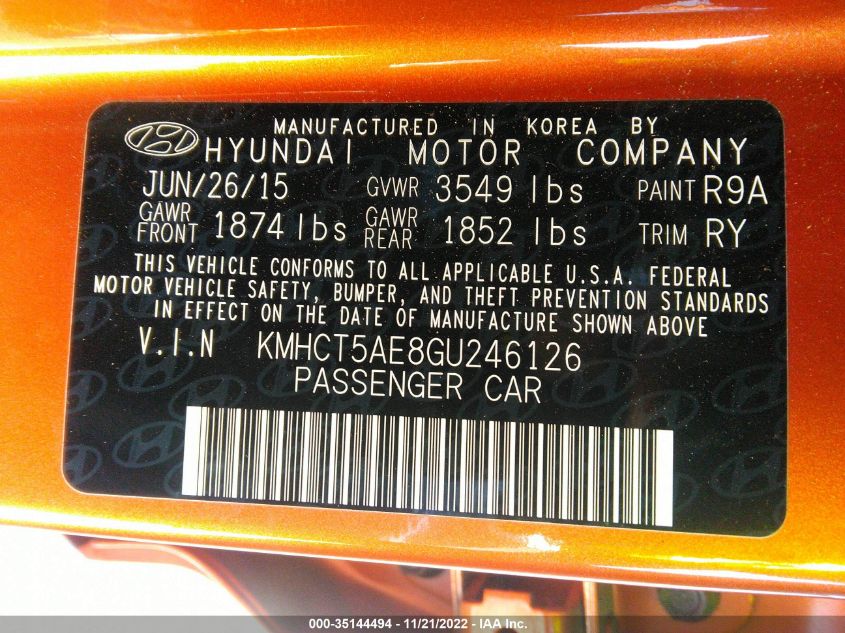 MANUFACTURED IN KOREA BY
HYUNDAI MOTOR COMPANY
JUN/26/15 GVWR 3549 lbs PAINT R9A
GAWR FRONT 1874 lbs GAWR REAR 1852 lbs TRIM RY
THIS VEHICLE CONFORMS TO ALL APPLICABLE U.S.A. FEDERAL
MOTOR VEHICLE SAFETY, BUMPER, AND THEFT PREVENTION STANDARDS
IN EFFECT ON THE DATE OF MANUFACTURE SHOWN ABOVE
V.I.N KMHCT5AE8GU246126
PASSENGER CAR
000-35144494 - 11/21/2022 - IAA Inc.